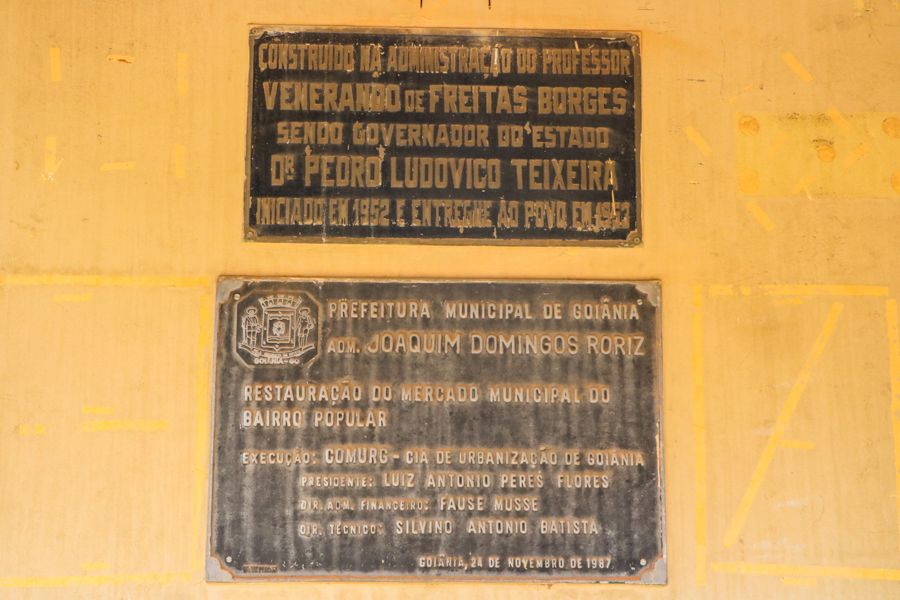 CONSTRUIDO NA ADMINISTRAÇÃO DO PROFESSOR
VENERANDO DE FREITAS BORGES
SENDO GOVERNADOR DO ESTADO
DR. PEDRO LUDOVICO TEIXEIRA
INICIADO EM 1952 E ENTREGUE AO POVO EM 1953
PREFEITURA MUNICIPAL DE GOIÂNIA
ADM. JOAQUIM DOMINGOS RORIZ
GOIÂNIA-GO
RESTAURAÇÃO DO MERCADO MUNICIPAL DO
BAIRRO POPULAR
EXECUÇÃO: COMURG - CIA DE URBANIZAÇÃO DE GOIÂNIA
PRESIDENTE: LUIZ ANTONIO PERES FLORES
DIR. ADM. FINANCEIRO: FAUSE MUSSE
DIR. TÉCNICO: SILVINO ANTONIO BATISTA
GOIÂNIA, 24 DE NOVEMBRO DE 1987.